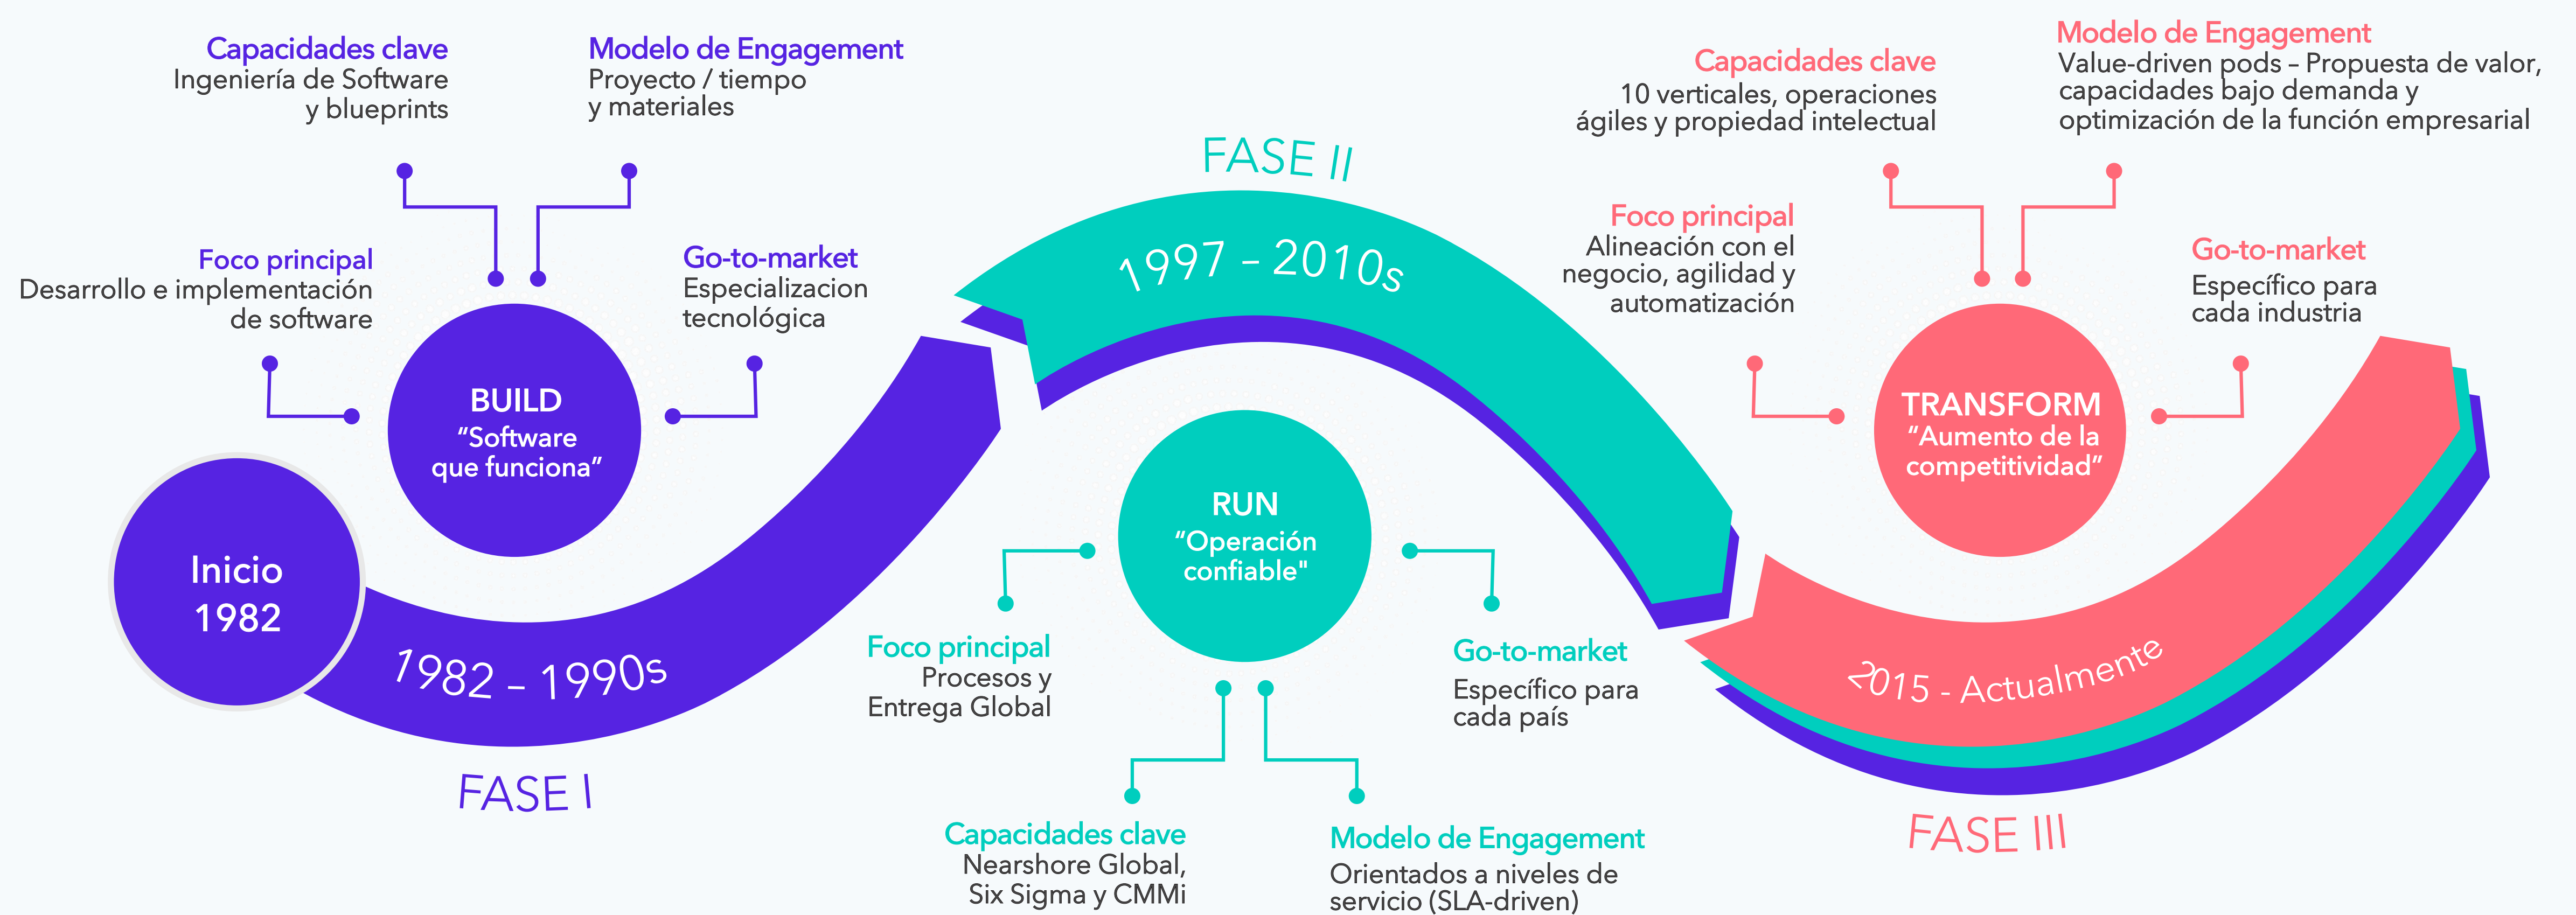 Capacidades clave
Ingeniería de Software
y blueprints
Modelo de Engagement
Proyecto / tiempo
y materiales
Foco principal
Desarrollo e implementación
de software
Go-to-market
Especializacion
tecnológica
BUILD
“Software
que funciona”
Inicio
1982
1982 – 1990s
FASE I
FASE II
1997 – 2010s
RUN
“Operación
confiable"
Foco principal
Procesos y
Entrega Global
Go-to-market
Específico para
cada país
Capacidades clave
Nearshore Global,
Six Sigma y CMMi
Modelo de Engagement
Orientados a niveles de
servicio (SLA-driven)
Capacidades clave
10 verticales, operaciones
ágiles y propiedad intelectual
Modelo de Engagement
Value-driven pods – Propuesta de valor,
capacidades bajo demanda y
optimización de la función empresarial
Foco principal
Alineación con el
negocio, agilidad y
automatización
Go-to-market
Específico para
cada industria
TRANSFORM
“Aumento de la
competitividad”
2015 - Actualmente
FASE III